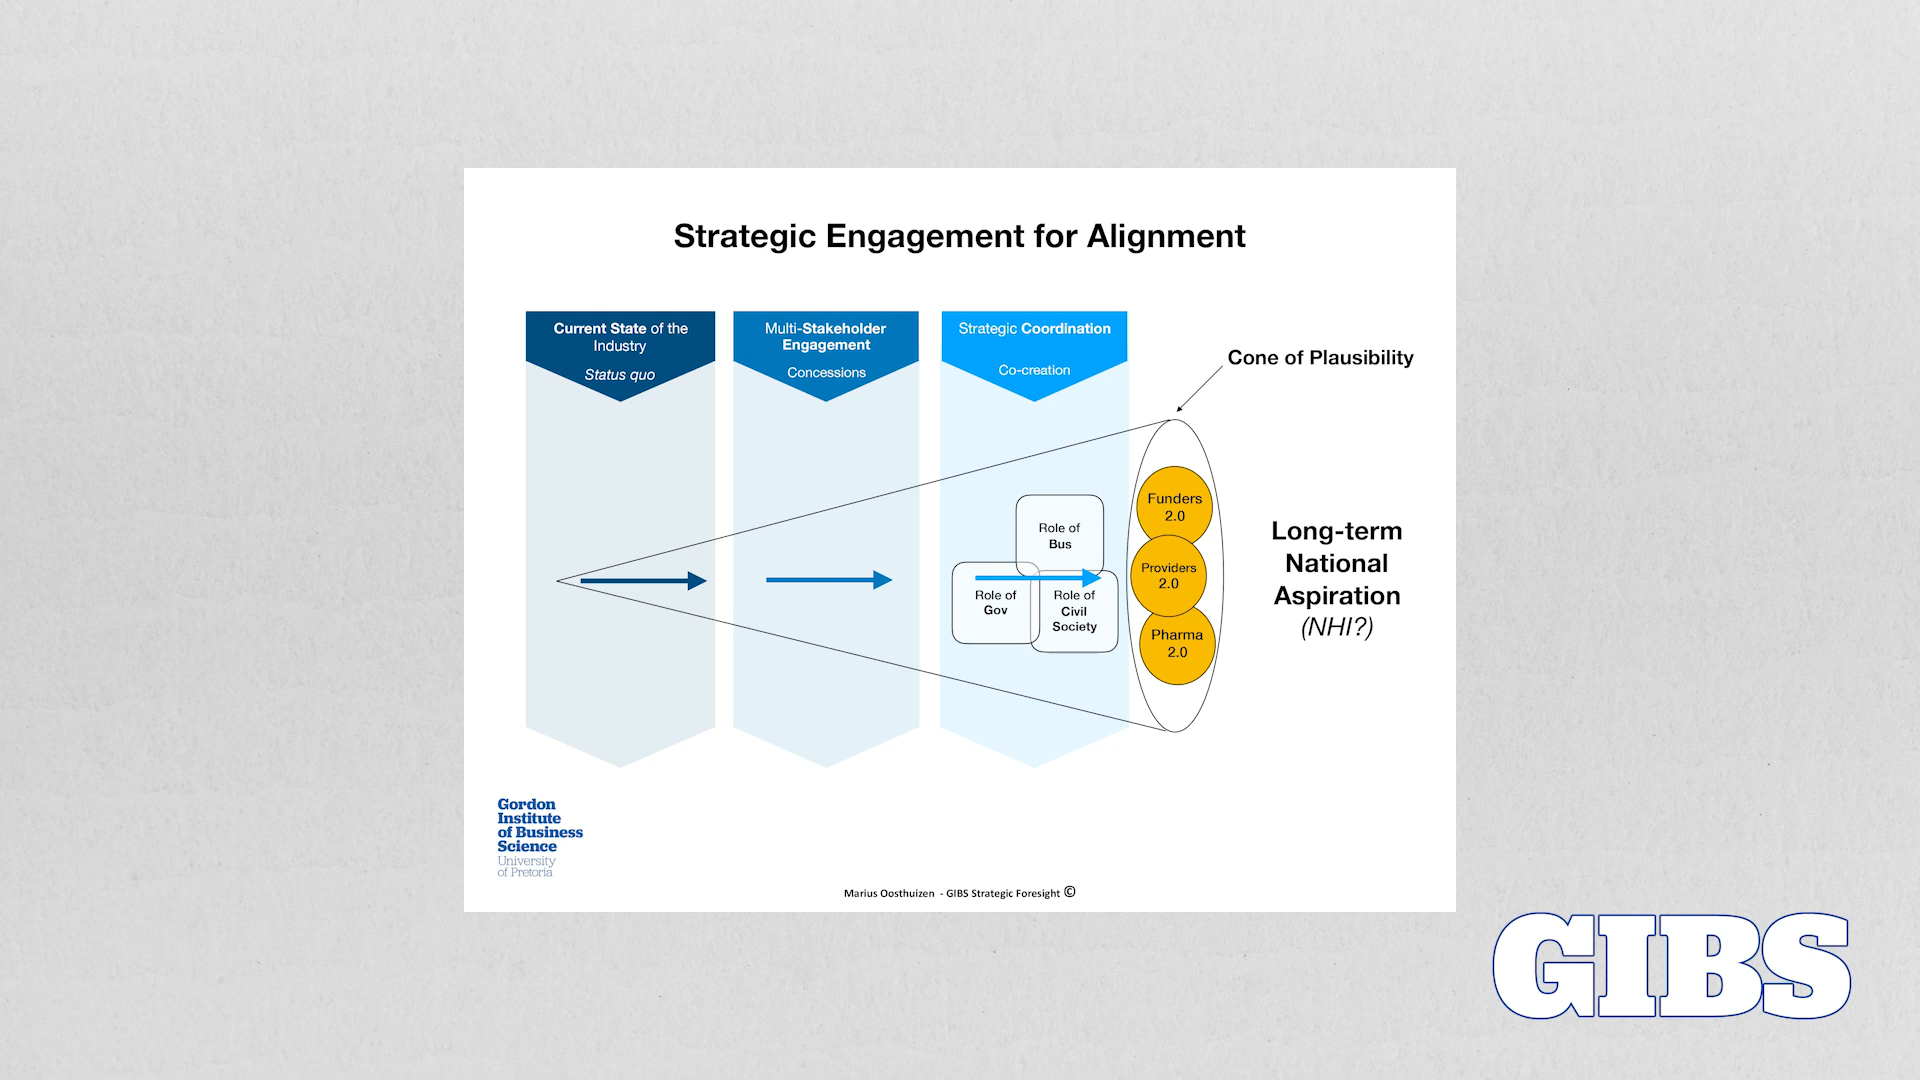 Strategic Engagement for Alignment
Current State of the
Industry
Status quo
Multi-Stakeholder
Engagement
Concessions
Strategic Coordination
Co-creation
Cone of Plausibility
Role of
Bus
Role of
Gov
Role of
Civil
Society
Funders
2.0
Providers
2.0
Pharma
2.0
Long-term
National
Aspiration
(NHI?)
Gordon
Institute
of Business
Science
University
of Pretoria
Marius Oosthuizen - GIBS Strategic Foresight ©
GIBS